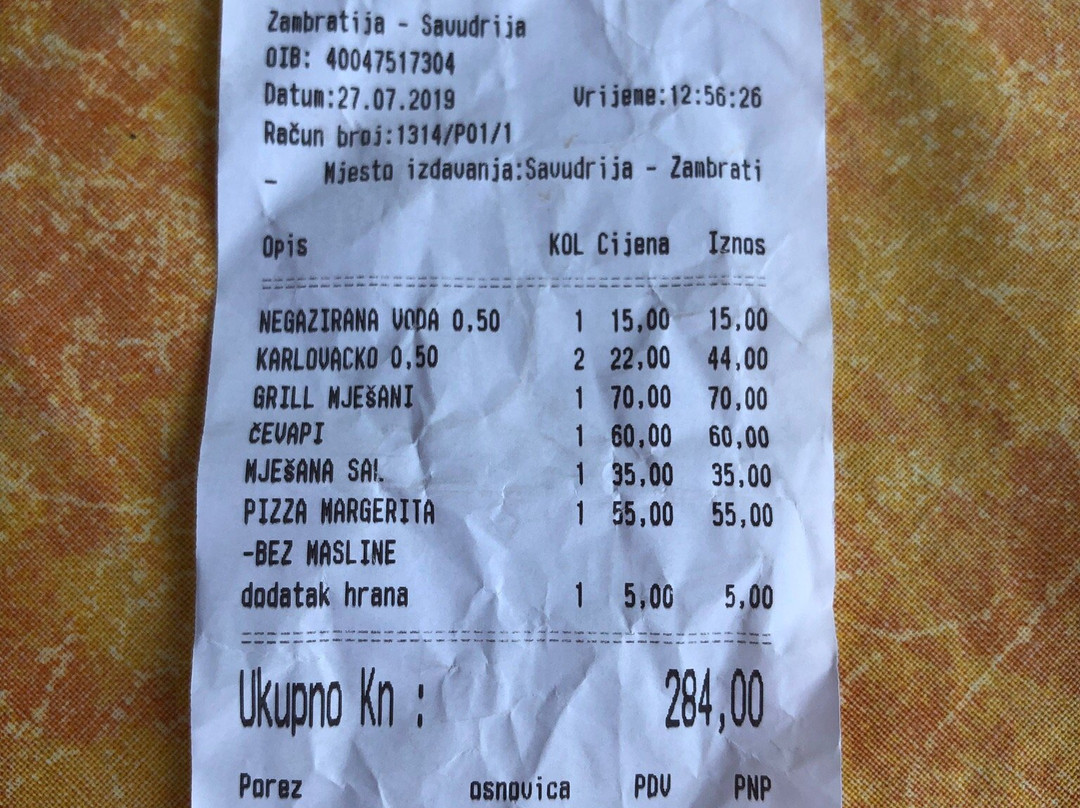 Zambratija - Savudrija
OIB: 40047517304
Datum:27.07.2019 Vrijeme:12:56:26
Račun broj:1314/P01/1
_ Mjesto izdavanja:Savudrija - Zambrati
Opis KOL Cijena Iznos
NEGAZIRANA VODA 0,50 1 15,00 15,00
KARLOVACKO 0,50 2 22,00 44,00
GRILL MJEŠANI 1 70,00 70,00
ČEVAPI 1 60,00 60,00
MJEŠANA SAL. 1 35,00 35,00
PIZZA MARGERITA 1 55,00 55,00
-BEZ MASLINE
dodatak hrana 1 5,00 5,00
Ukupno Kn : 284,00
Porez osnovica PDV PNP